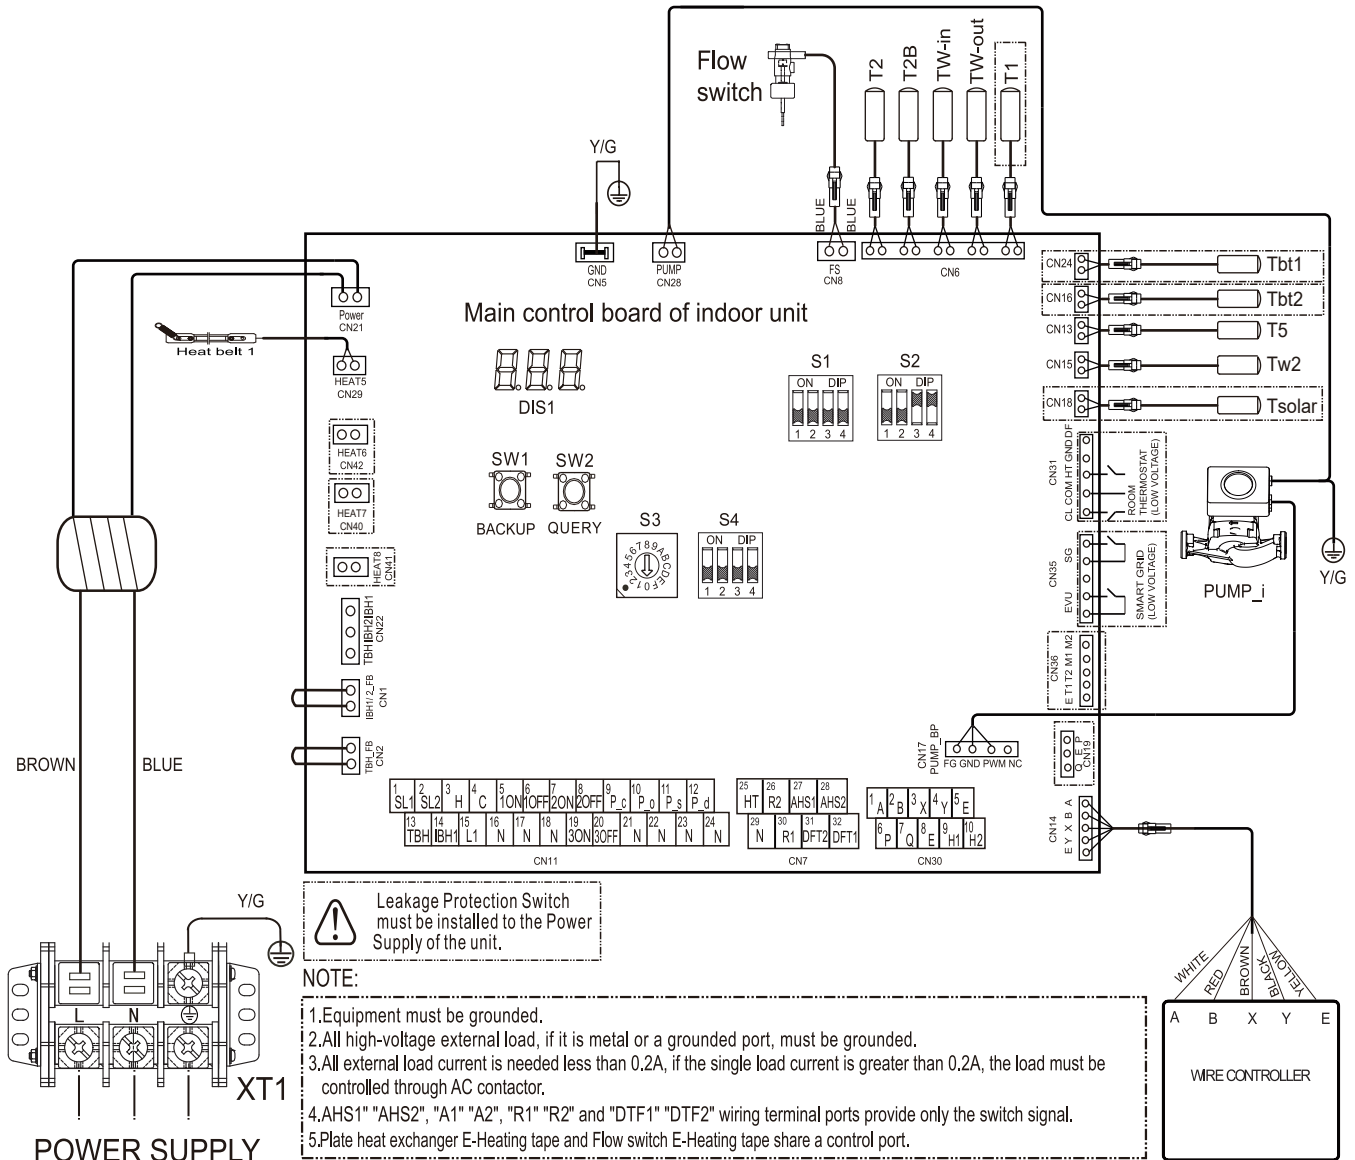 Flow
switch
T2
T2B
TW-in
TW-out
T1
Y/G
BLUE
BLUE
GND
CN5
PUMP
CN28
FS
CN8
CN6
Main control board of indoor unit
Power
CN21
Heat belt 1
HEAT5
CN29
HEAT6
CN42
HEAT7
CN40
HEAT8
CN41
TBH IBH2 IBH1
CN22
IBH1/ 2_FB
CN1
TBH_FB
CN2
DIS1
SW1
BACKUP
SW2
QUERY
S1
ON DIP
1 2 3 4
S2
ON DIP
1 2 3 4
S3
0123456789ABCDEF
S4
ON DIP
1 2 3 4
CN24
Tbt1
CN16
Tbt2
CN13
T5
CN15
Tw2
CN18
Tsolar
CN31
CL COM HT GND DF
ROOM
THERMOSTAT
(LOW VOLTAGE)
CN35
EVU SG
SMART GRID
(LOW VOLTAGE)
CN36
E T1 T2 M1 M2
PUMP_i
Y/G
CN17
PUMP_BP
FG GND PWM NC
CN19
O E P
CN14
E Y X B A
BROWN
BLUE
1 SL1 2 SL2 3 H 4 C 5 1ON 6 1OFF 7 2ON 8 2OFF 9 P_c 10 P_o 11 P_s 12 P_d
13 TBH 14 IBH1 15 L1 16 N 17 N 18 N 19 3ON 20 3OFF 21 N 22 N 23 N 24 N
CN11
25 HT 26 R2 27 AHS1 28 AHS2
29 N 30 R1 31 DFT2 32 DFT1
CN7
1 A 2 B 3 X 4 Y 5 E
6 P 7 Q 8 E 9 H1 10 H2
CN30
Y/G
Leakage Protection Switch
must be installed to the Power
Supply of the unit.
L N
XT1
POWER SUPPLY
NOTE:
1.Equipment must be grounded.
2.All high-voltage external load, if it is metal or a grounded port, must be grounded.
3.All external load current is needed less than 0.2A, if the single load current is greater than 0.2A, the load must be
controlled through AC contactor.
4.AHS1" "AHS2", "A1" "A2", "R1" "R2" and "DTF1" "DTF2" wiring terminal ports provide only the switch signal.
5.Plate heat exchanger E-Heating tape and Flow switch E-Heating tape share a control port.
WHITE
RED
BROWN
BLACK
YELLOW
A B X Y E
WIRE CONTROLLER